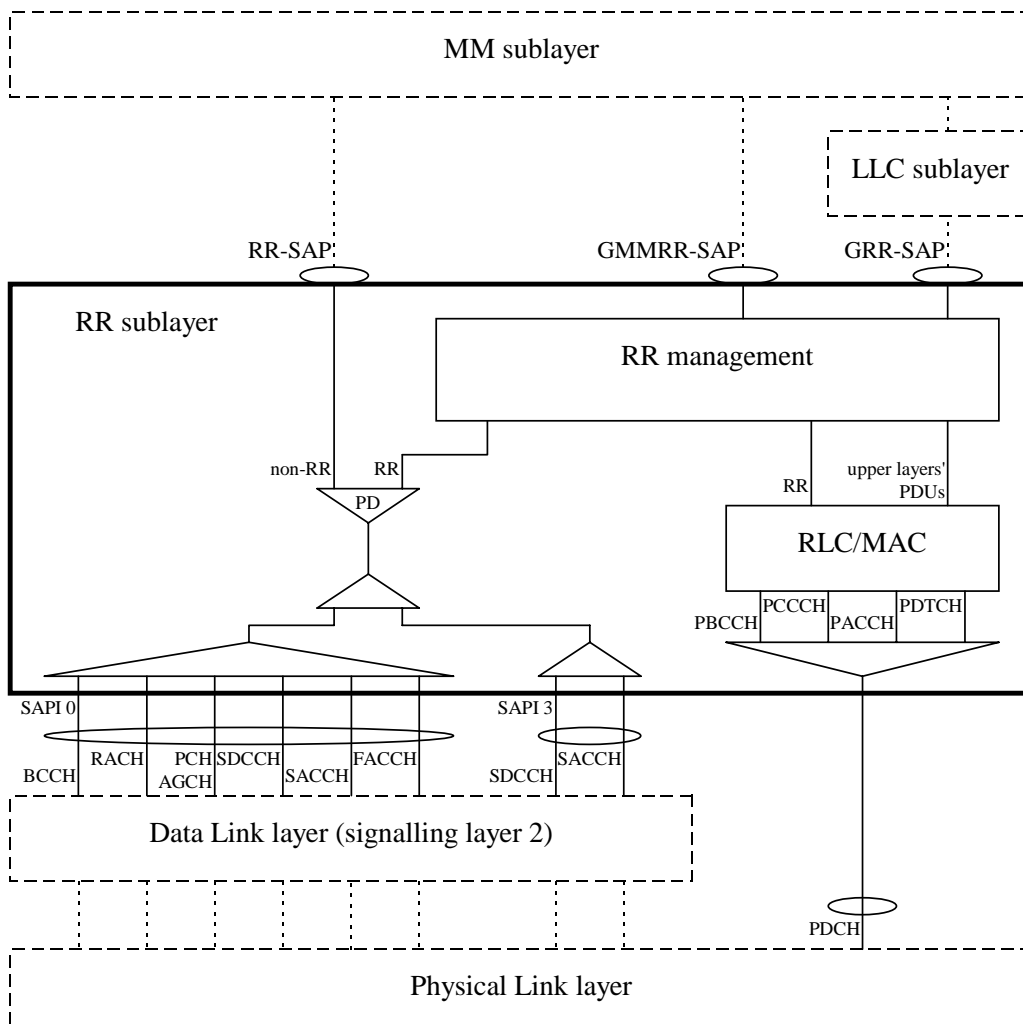 MM sublayer
LLC sublayer
RR-SAP
GMMRR-SAP
GRR-SAP
RR sublayer
RR management
non-RR
RR
PD
RR
upper layers'
PDUs
RLC/MAC
PBCCH
PCCCH
PACCH
PDTCH
SAPI 0
SAPI 3
BCCH
RACH
PCH
AGCH
SDCCH
SACCH
FACCH
SDCCH
SACCH
Data Link layer (signalling layer 2)
PDCH
Physical Link layer